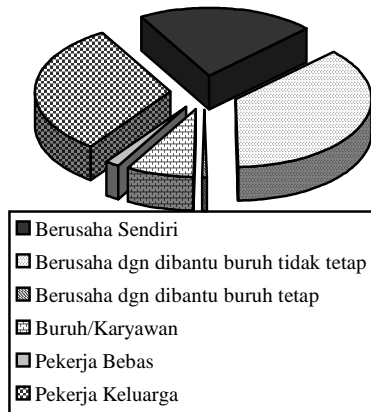 Berusaha Sendiri
Berusaha dgn dibantu buruh tidak tetap
Berusaha dgn dibantu buruh tetap
Buruh/Karyawan
Pekerja Bebas
Pekerja Keluarga